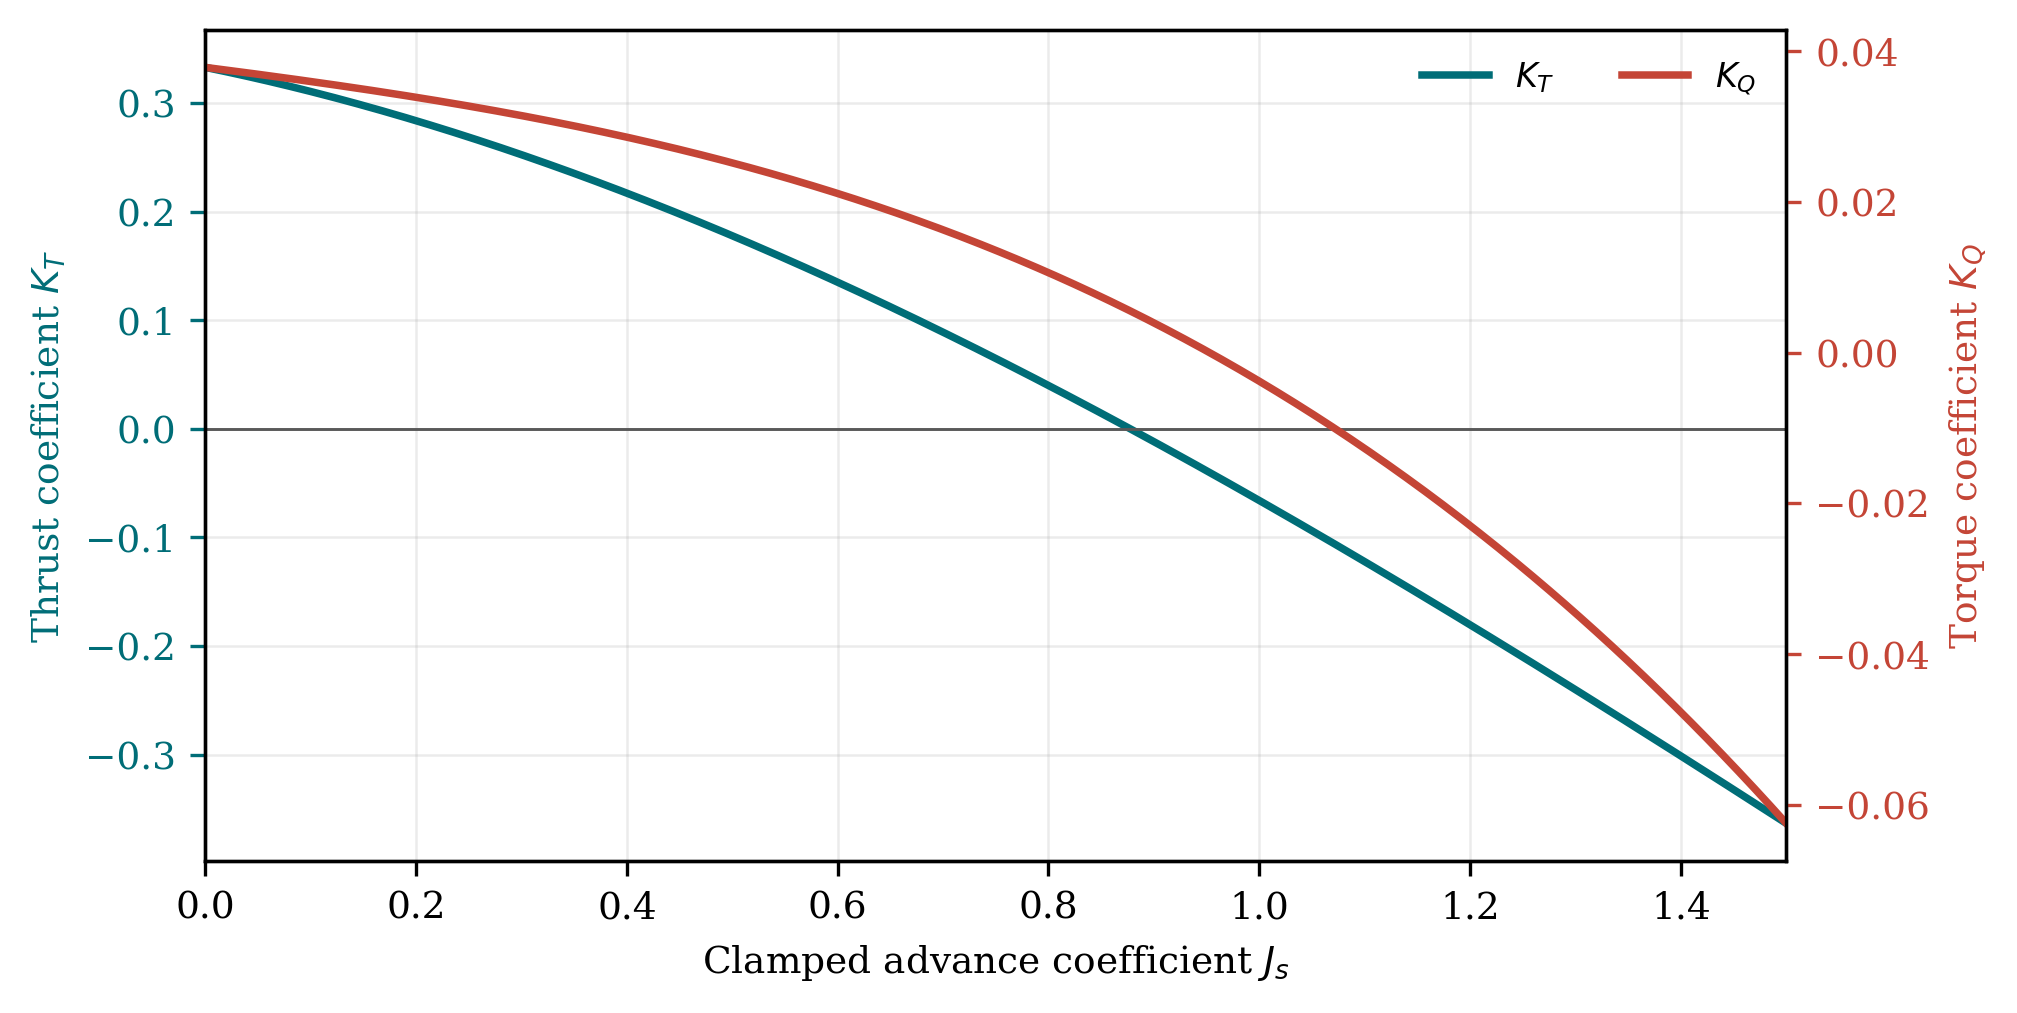 K_T K_Q
Thrust coefficient K_T
0.3
0.2
0.1
0.0
−0.1
−0.2
−0.3
0.04
0.02
0.00
−0.02
−0.04
−0.06
Torque coefficient K_Q
0.0 0.2 0.4 0.6 0.8 1.0 1.2 1.4
Clamped advance coefficient J_s